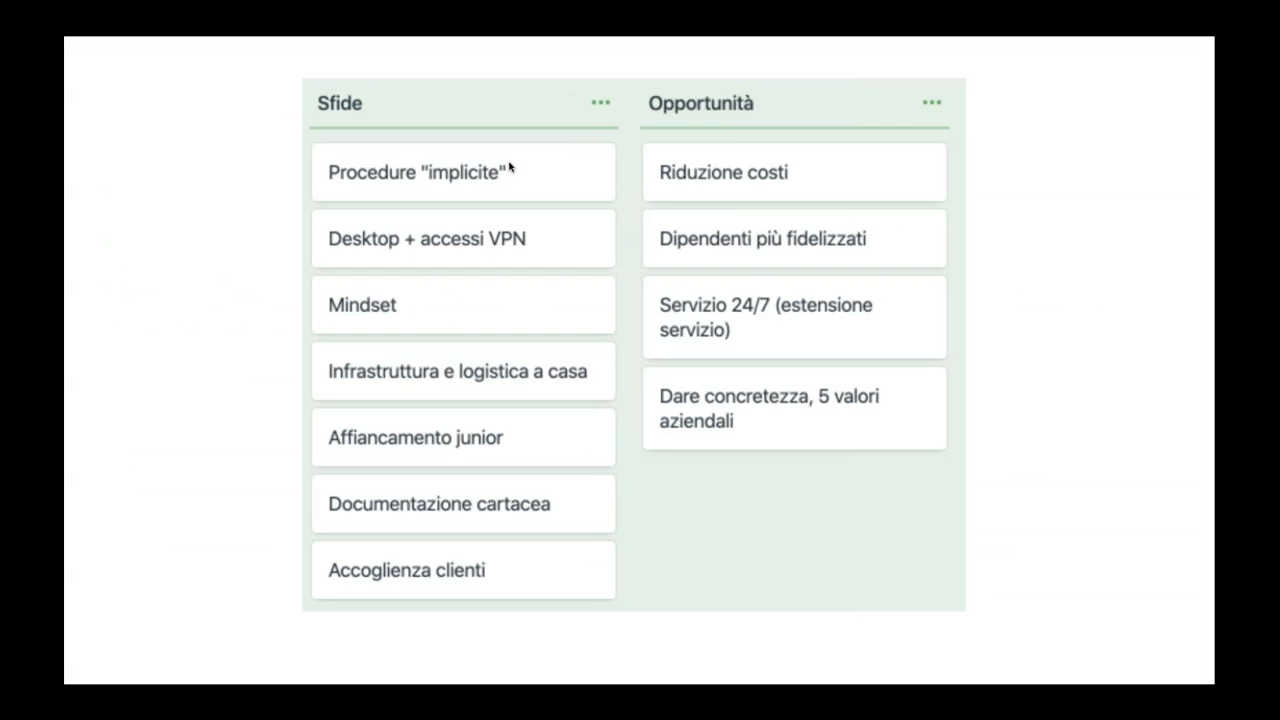 Sfide
Procedure "implicite"
Desktop + accessi VPN
Mindset
Infrastruttura e logistica a casa
Affiancamento junior
Documentazione cartacea
Accoglienza clienti
Opportunità
Riduzione costi
Dipendenti più fidelizzati
Servizio 24/7 (estensione
servizio)
Dare concretezza, 5 valori
aziendali